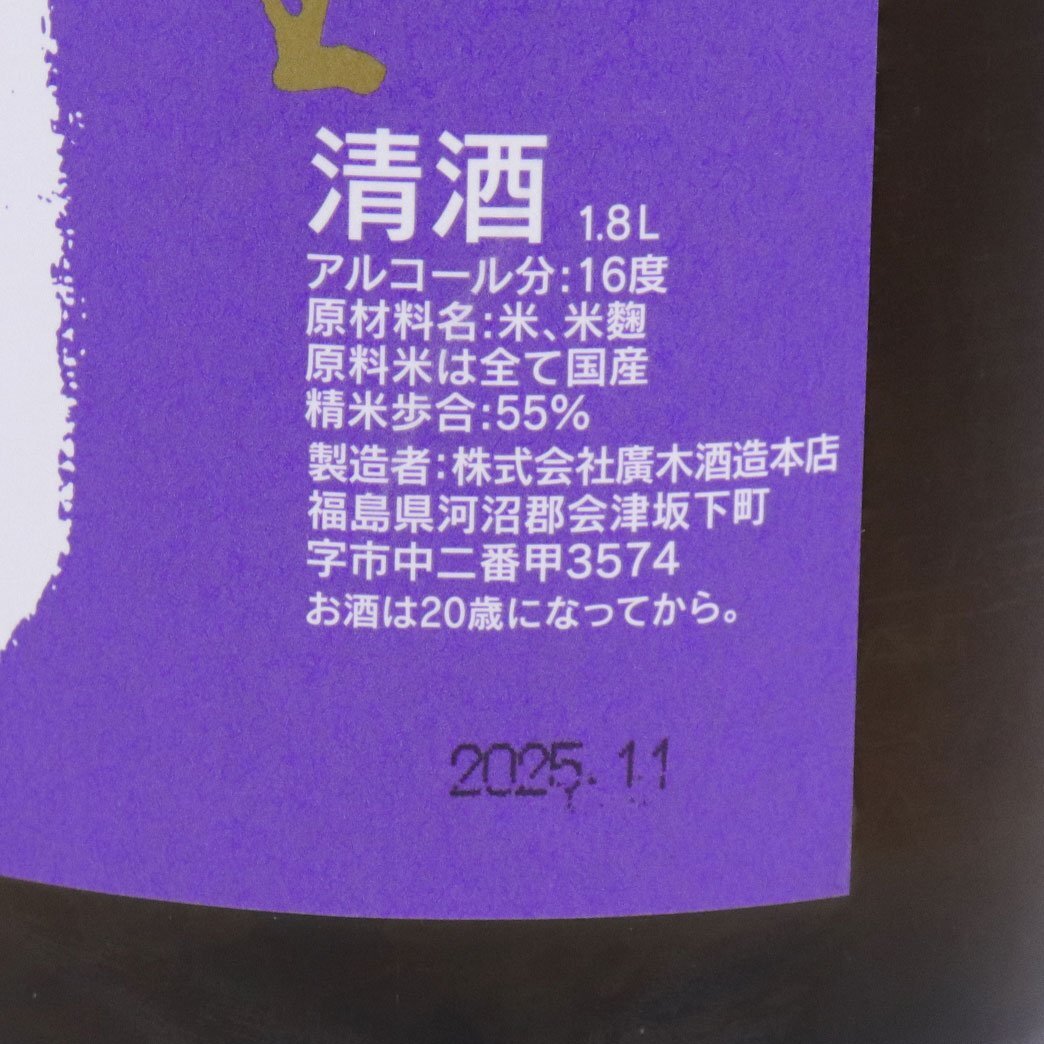 清酒 1.8L
アルコール分:16度
原材料名:米、米麴
原料米は全て国産
精米歩合:55%
製造者:株式会社廣木酒造本店
福島県河沼郡会津坂下町
字市中二番甲3574
お酒は20歳になってから。
2025.11